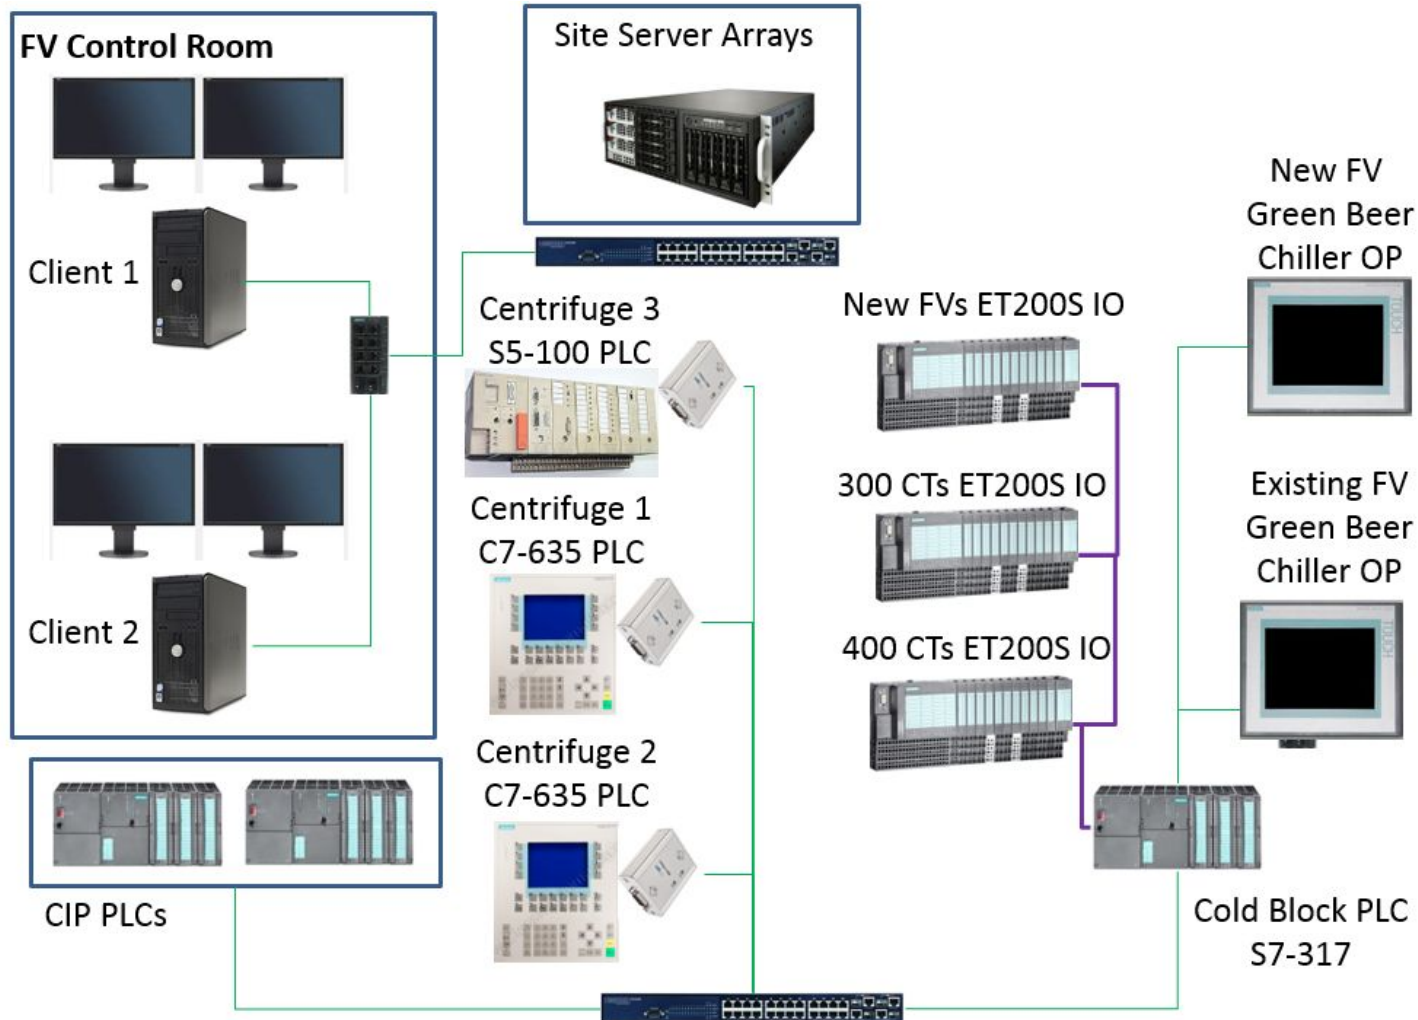 FV Control Room
Client 1
Client 2
CIP PLCs
Site Server Arrays
Centrifuge 3
S5-100 PLC
Centrifuge 1
C7-635 PLC
Centrifuge 2
C7-635 PLC
New FVs ET200S IO
300 CTs ET200S IO
400 CTs ET200S IO
New FV
Green Beer
Chiller OP
TOUCH
Existing FV
Green Beer
Chiller OP
TOUCH
Cold Block PLC
S7-317